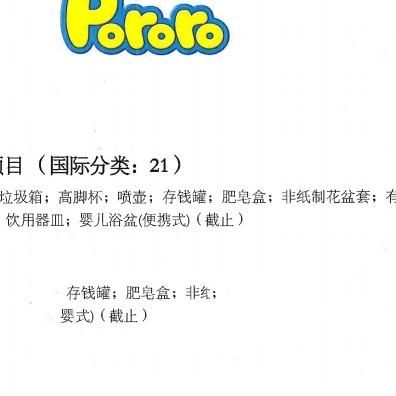 Pororo
项目（国际分类：21）
垃圾箱；高脚杯；喷壶；存钱罐；肥皂盒；非纸制花盆套；有
饮用器皿；婴儿浴盆(便携式)（截止）
存钱罐；肥皂盒；非纟;
婴式)（截止）